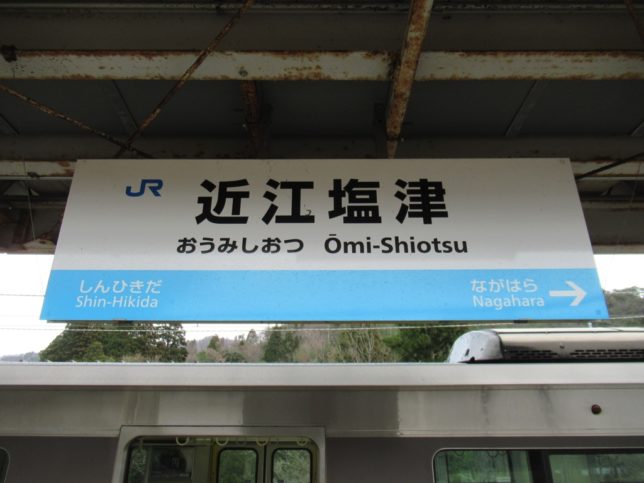 JR 近江塩津
おうみしおつ Ōmi-Shiotsu
しんひきだ ながはら
Shin-Hikida Nagahara